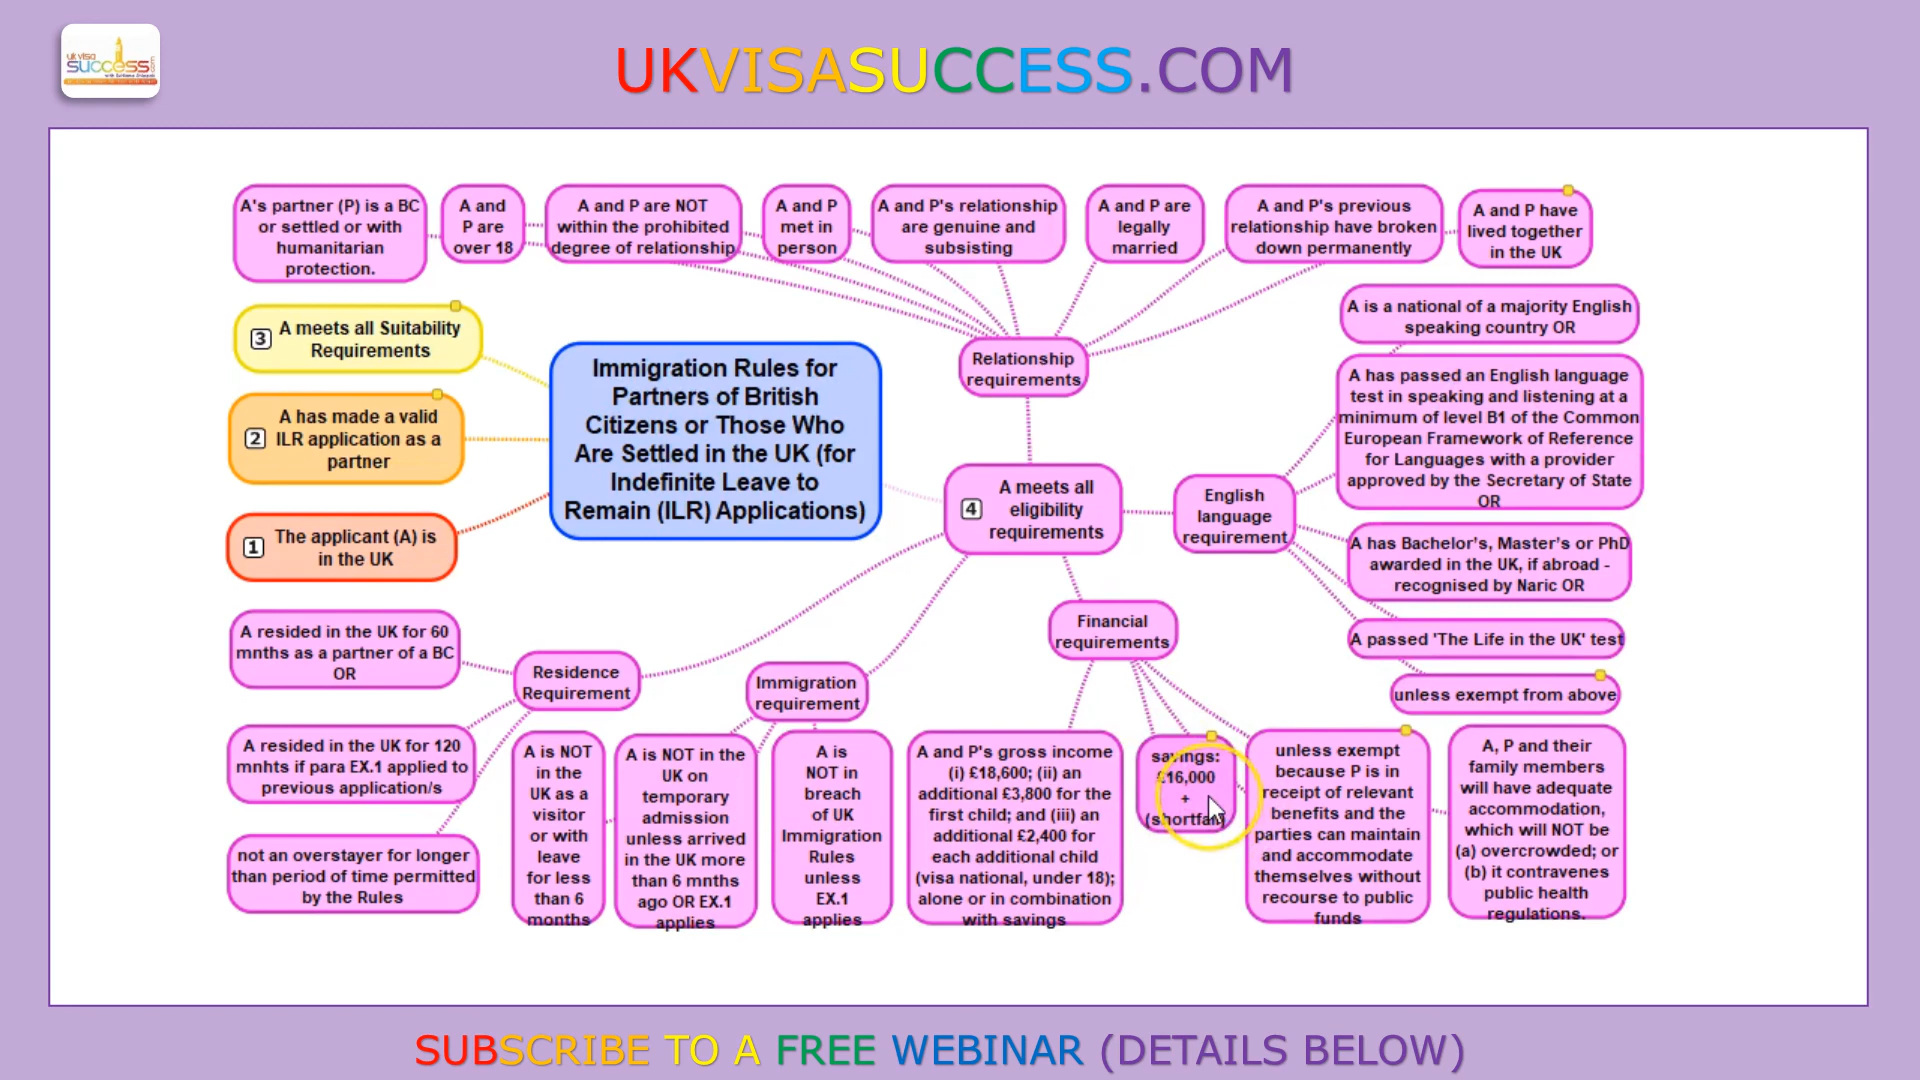 uk visa
success.com
UKVISASUCCESS.COM
A's partner (P) is a BC
or settled or with
humanitarian
protection.
A and
P are
over 18
A and P are NOT
within the prohibited
degree of relationship
A and P
met in
person
A and P's relationship
are genuine and
subsisting
A and P are
legally
married
A and P's previous
relationship have broken
down permanently
A and P have
lived together
in the UK
3
A meets all Suitability
Requirements
2
A has made a valid
ILR application as a
partner
1
The applicant (A) is
in the UK
Immigration Rules for
Partners of British
Citizens or Those Who
Are Settled in the UK (for
Indefinite Leave to
Remain (ILR) Applications)
Relationship
requirements
4
A meets all
eligibility
requirements
English
language
requirement
A is a national of a majority English
speaking country OR
A has passed an English language
test in speaking and listening at a
minimum of level B1 of the Common
European Framework of Reference
for Languages with a provider
approved by the Secretary of State
OR
A has Bachelor's, Master's or PhD
awarded in the UK, if abroad -
recognised by Naric OR
A passed 'The Life in the UK' test
unless exempt from above
A resided in the UK for 60
mnths as a partner of a BC
OR
A resided in the UK for 120
mnhts if para EX.1 applied to
previous application/s
not an overstayer for longer
than period of time permitted
by the Rules
Residence
Requirement
Immigration
requirement
Financial
requirements
A is NOT
in the
UK as a
visitor
or with
leave
for less
than 6
months
A is NOT in the
UK on
temporary
admission
unless arrived
in the UK more
than 6 mnths
ago OR EX.1
applies
A is
NOT in
breach
of UK
Immigration
Rules
unless
EX.1
applies
A and P's gross income
(i) £18,600; (ii) an
additional £3,800 for the
first child; and (iii) an
additional £2,400 for
each additional child
(visa national, under 18);
alone or in combination
with savings
savings:
£16,000
+
(shortfall)
unless exempt
because P is in
receipt of relevant
benefits and the
parties can maintain
and accommodate
themselves without
recourse to public
funds
A, P and their
family members
will have adequate
accommodation,
which will NOT be
(a) overcrowded; or
(b) it contravenes
public health
regulations.
SUBSCRIBE TO A FREE WEBINAR (DETAILS BELOW)